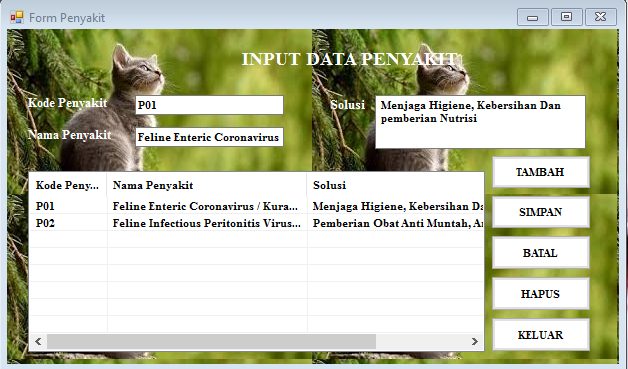 Form Penyakit
INPUT DATA PENYAKIT
Kode Penyakit P01
Solusi Menjaga Higiene, Kebersihan Dan
pemberian Nutrisi
Nama Penyakit Feline Enteric Coronavirus
Kode Peny... Nama Penyakit Solusi
P01 Feline Enteric Coronavirus / Kura... Menjaga Higiene, Kebersihan Da
P02 Feline Infectious Peritonitis Virus... Pemberian Obat Anti Muntah, An
TAMBAH
SIMPAN
BATAL
HAPUS
KELUAR